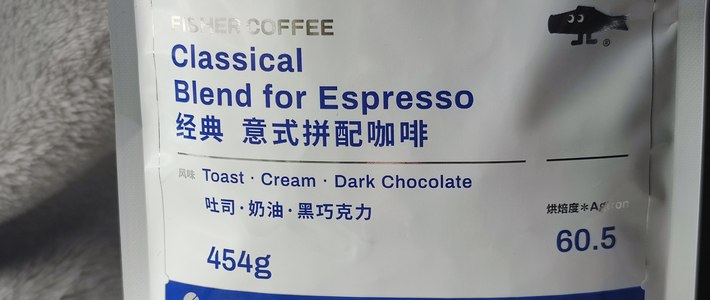 FISHER COFFEE
Classical
Blend for Espresso
经典 意式拼配咖啡
风味 Toast · Cream · Dark Chocolate
吐司·奶油·黑巧克力
烘焙度*Agtron
60.5
454g
®